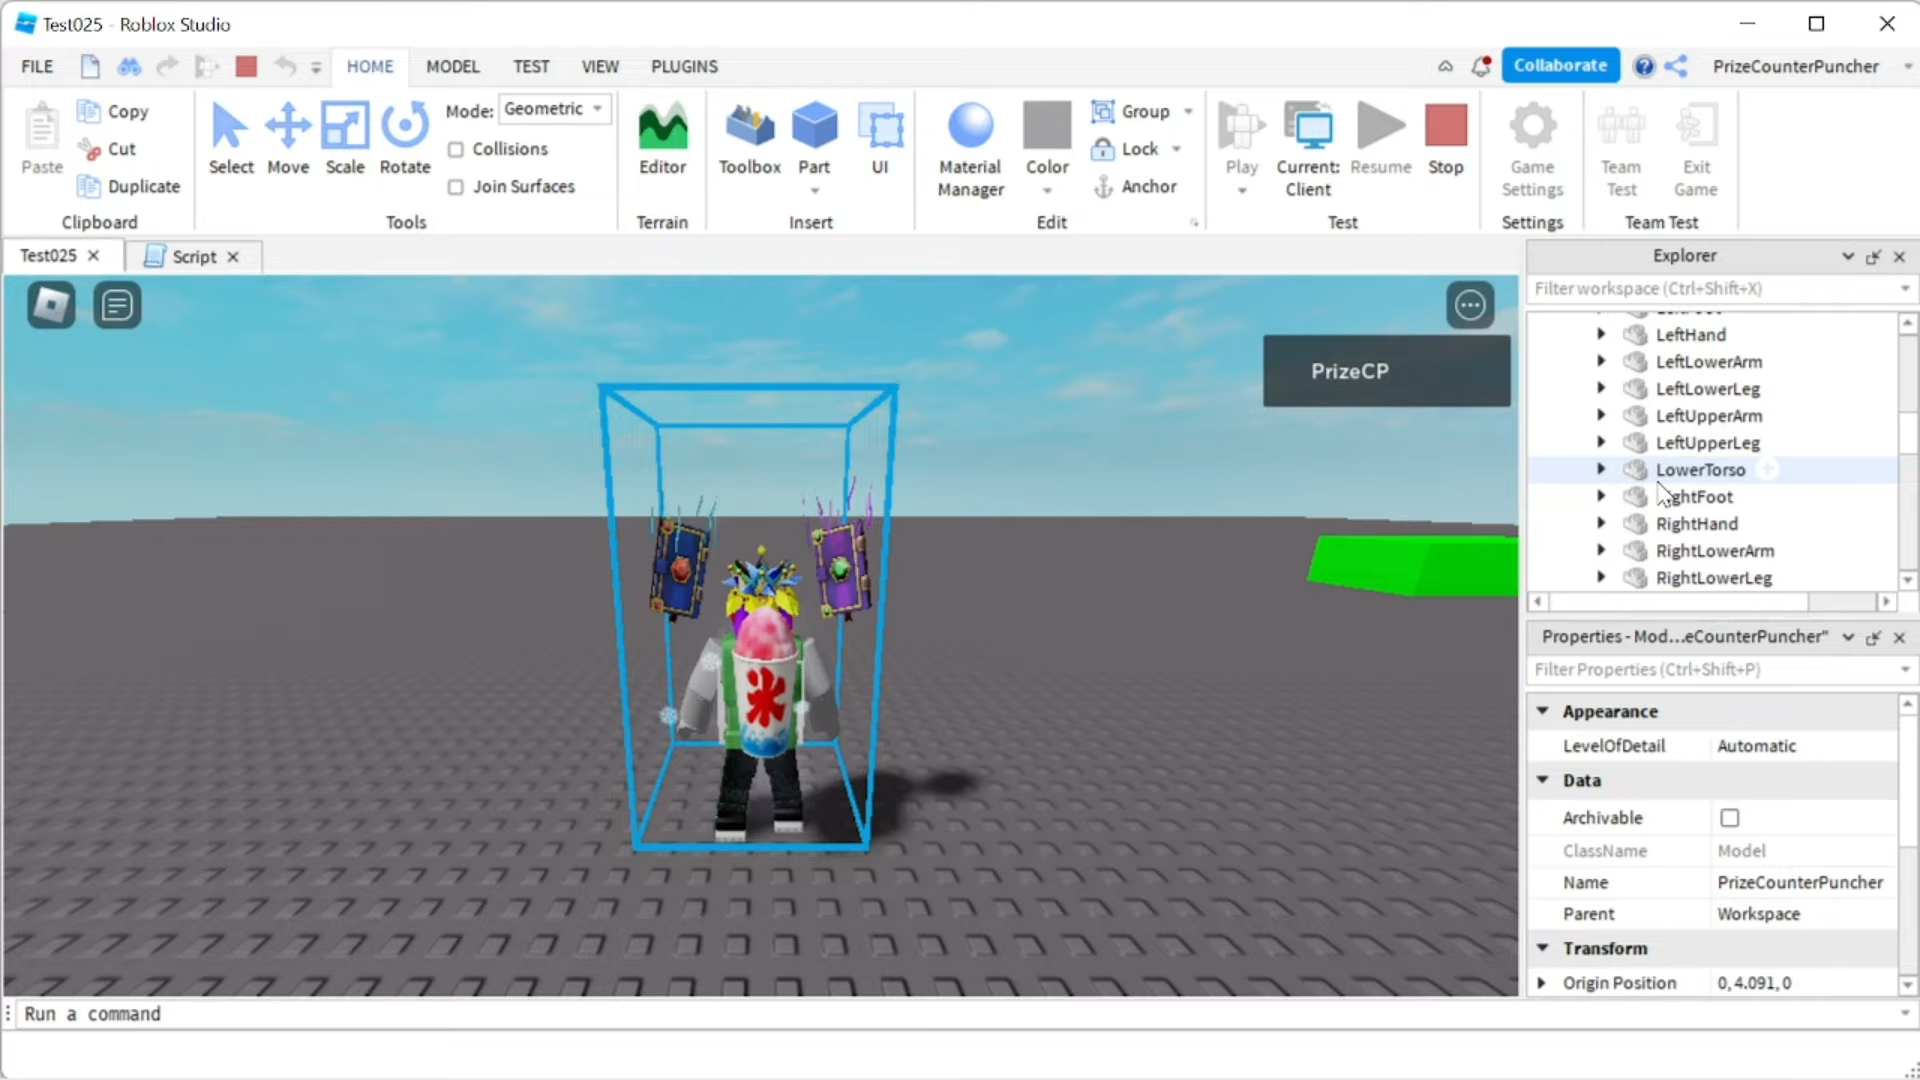 Test025 - Roblox Studio
FILE HOME MODEL TEST VIEW PLUGINS Collaborate PrizeCounterPuncher
Paste
Copy
Cut
Duplicate
Clipboard
Select Move Scale Rotate
Mode: Geometric
Collisions
Join Surfaces
Tools
Editor
Terrain
Toolbox Part UI
Insert
Material Manager
Color
Group
Lock
Anchor
Edit
Play
Current: Client
Resume Stop
Test
Game Settings
Settings
Team Test
Exit Game
Team Test
Test025 Script
PrizeCP
氷
Explorer
Filter workspace (Ctrl+Shift+X)
LeftHand
LeftLowerArm
LeftLowerLeg
LeftUpperArm
LeftUpperLeg
LowerTorso
RightFoot
RightHand
RightLowerArm
RightLowerLeg
Properties - Mod...eCounterPuncher"
Filter Properties (Ctrl+Shift+P)
Appearance
LevelOfDetail Automatic
Data
Archivable
ClassName Model
Name PrizeCounterPuncher
Parent Workspace
Transform
Origin Position 0, 4.091, 0
Run a command